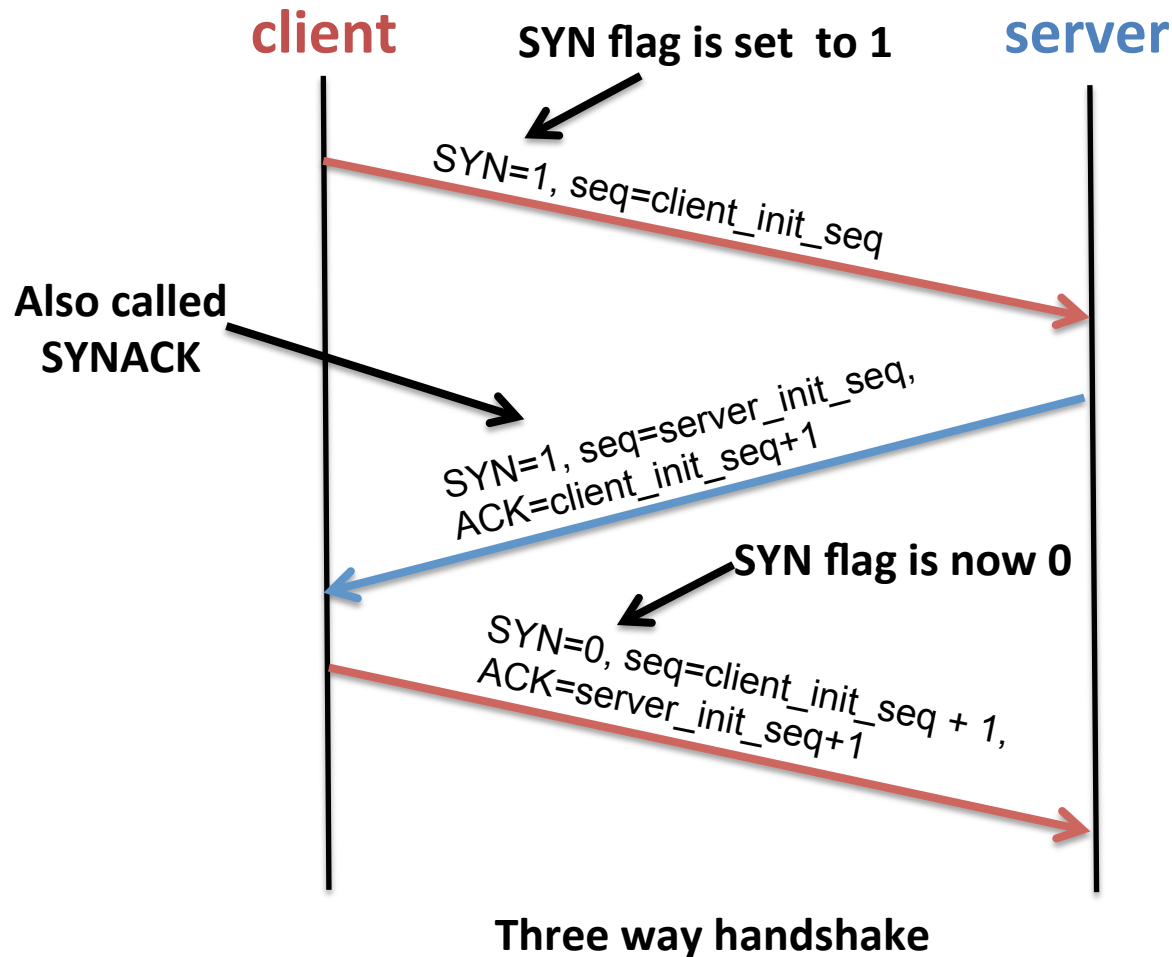 client
SYN flag is set  to 1
server
SYN=1, seq=client_init_seq
Also called
SYNACK
SYN=1, seq=server_init_seq,
ACK=client_init_seq+1
SYN flag is now 0
SYN=0, seq=client_init_seq + 1,
ACK=server_init_seq+1
Three way handshake